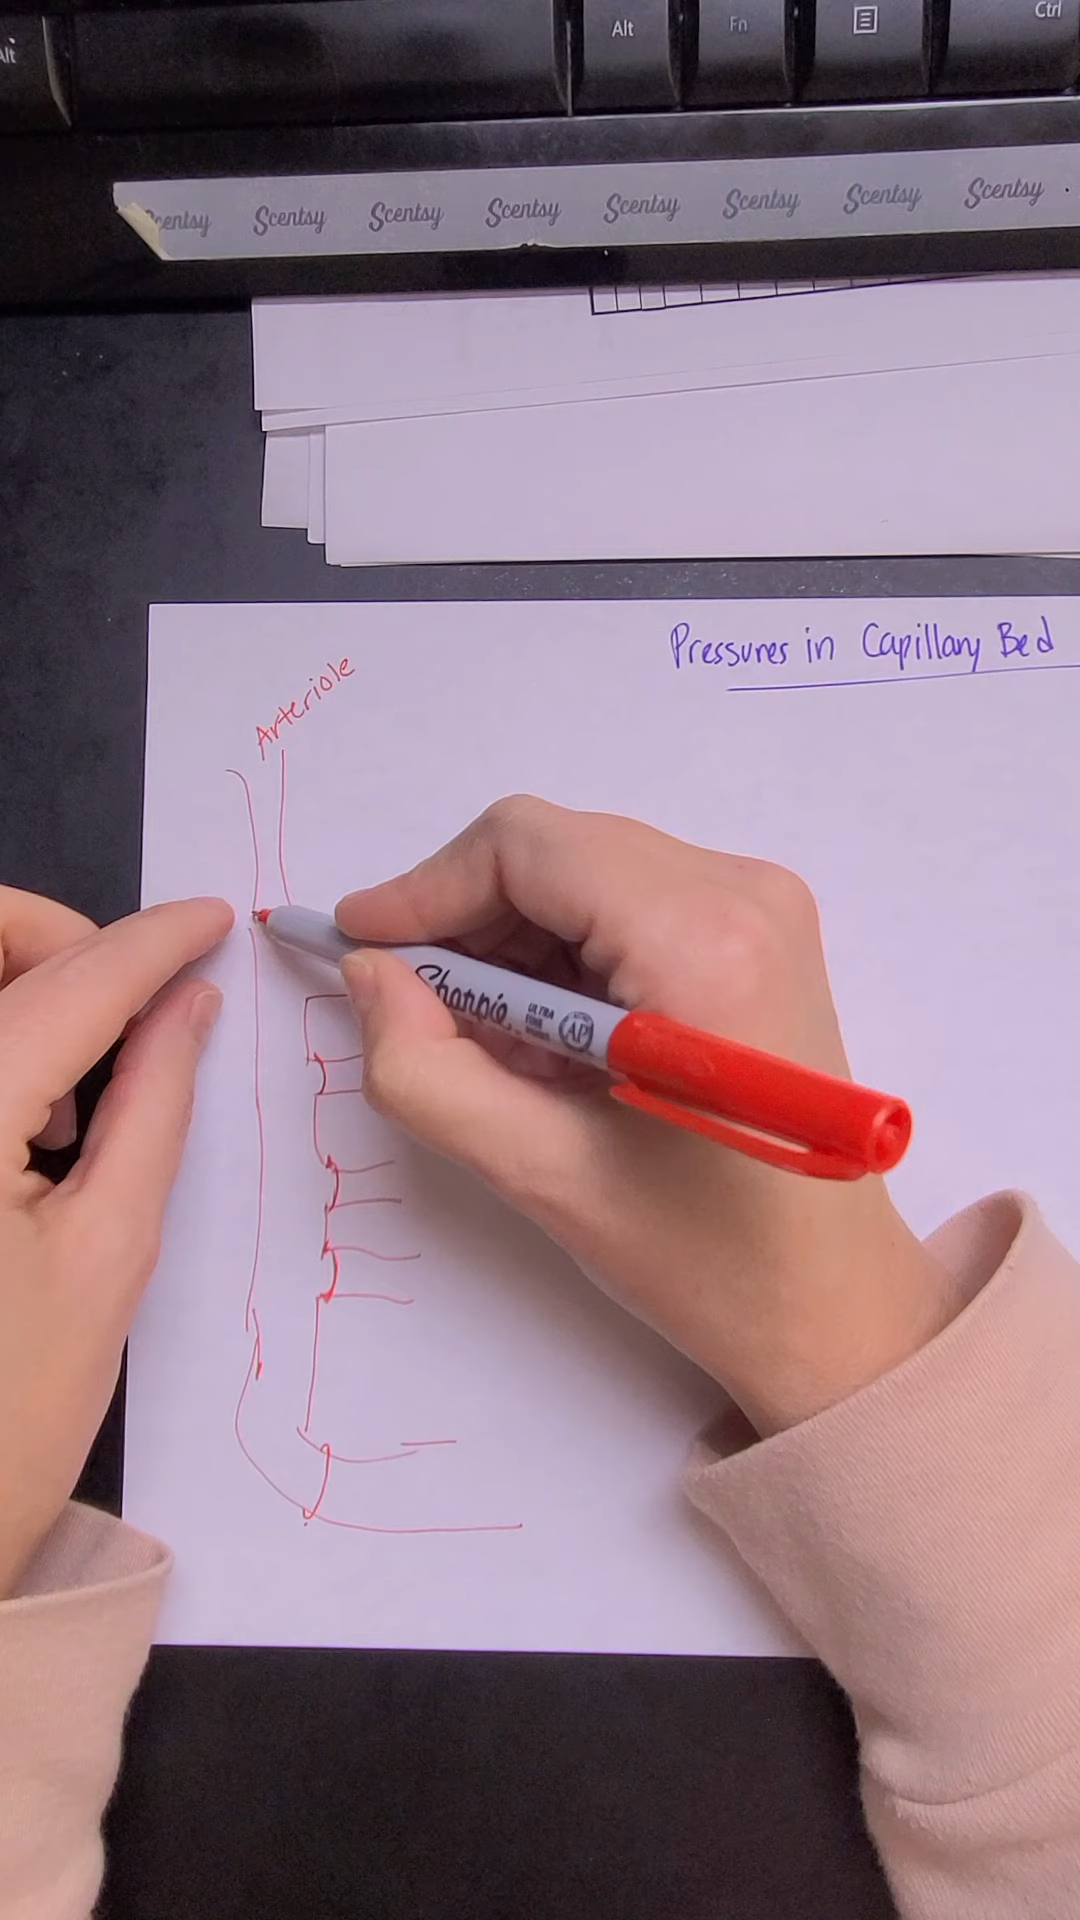 Alt
Alt
Fn
Ctrl
Scentsy Scentsy Scentsy Scentsy Scentsy Scentsy Scentsy Scentsy
Pressures in Capillary Bed
Arteriole
Sharpie
ULTRA
FINE
AP